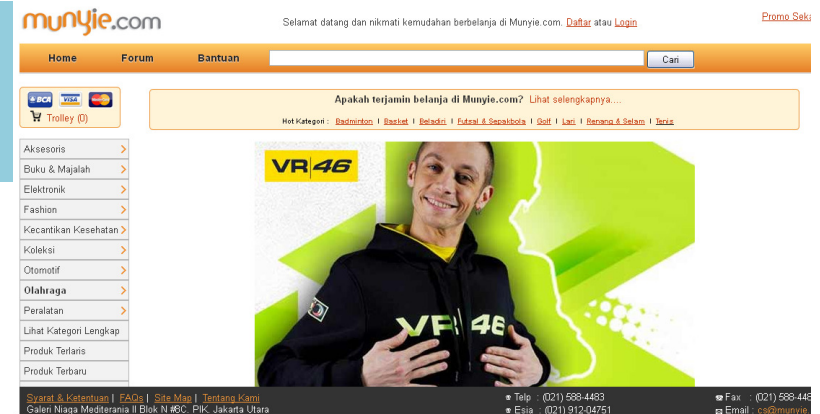 munyie.com
Selamat datang dan nikmati kemudahan berbelanja di Munyie.com. Daftar atau Login
Promo Seka
Home Forum Bantuan Cari
BCA VISA
Trolley (0)
Apakah terjamin belanja di Munyie.com? Lihat selengkapnya....
Hot Kategori : Badminton | Basket | Beladiri | Futsal & Sepakbola | Golf | Lari | Renang & Selam | Tenis
Aksesoris
Buku & Majalah
Elektronik
Fashion
Kecantikan Kesehatan
Koleksi
Otomotif
Olahraga
Peralatan
Lihat Kategori Lengkap
Produk Terlaris
Produk Terbaru
VR|46
VR 46
Syarat & Ketentuan | FAQs | Site Map | Tentang Kami
Galeri Niaga Mediterania II Blok N #8C. PIK. Jakarta Utara
Telp : (021) 588-4483
Esia : (021) 912-04751
Fax : (021) 588-448
Email : cs@munyie.